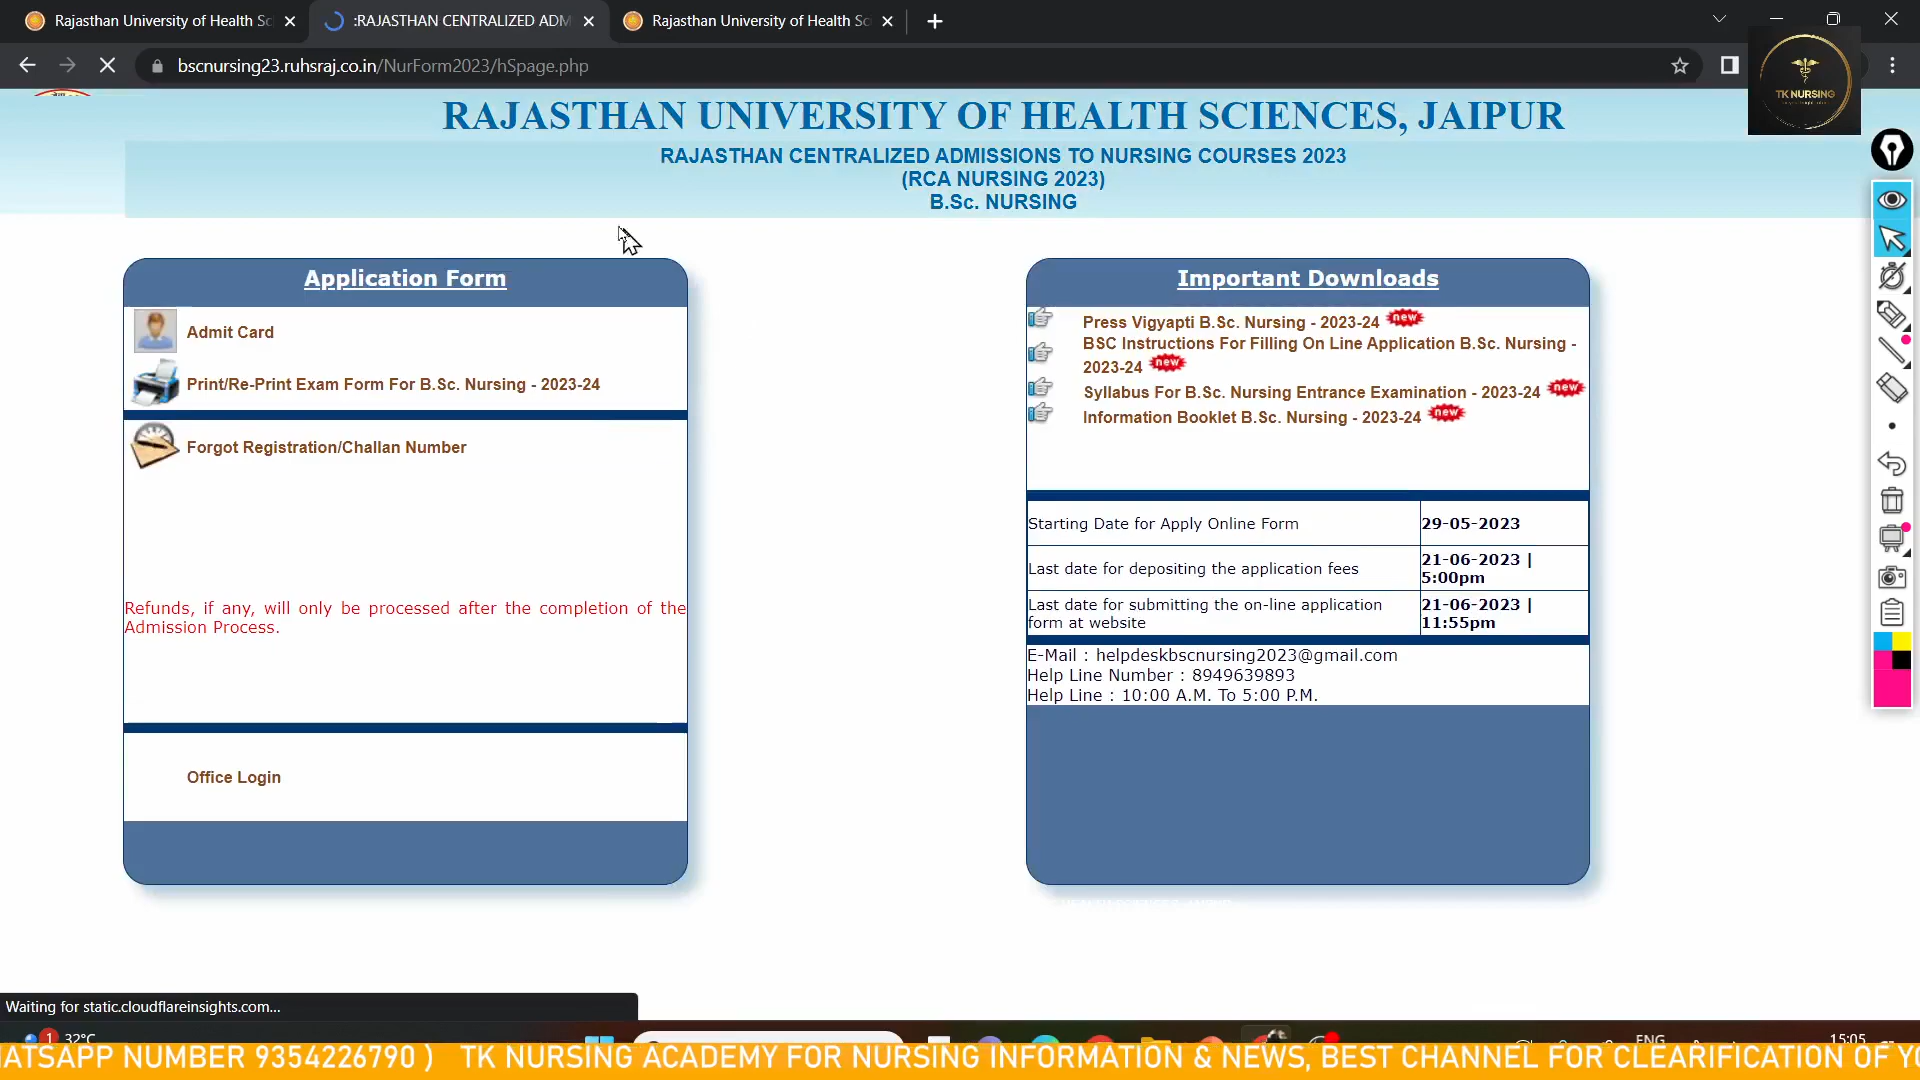 Rajasthan University of Health Sc
:RAJASTHAN CENTRALIZED ADM
Rajasthan University of Health Sc
bscnursing23.ruhsraj.co.in/NurForm2023/hSpage.php
TK NURSING
RAJASTHAN UNIVERSITY OF HEALTH SCIENCES, JAIPUR
RAJASTHAN CENTRALIZED ADMISSIONS TO NURSING COURSES 2023
(RCA NURSING 2023)
B.Sc. NURSING
Application Form
Admit Card
Print/Re-Print Exam Form For B.Sc. Nursing - 2023-24
Forgot Registration/Challan Number
Refunds, if any, will only be processed after the completion of the
Admission Process.
Office Login
Important Downloads
Press Vigyapti B.Sc. Nursing - 2023-24 new
BSC Instructions For Filling On Line Application B.Sc. Nursing -
2023-24 new
Syllabus For B.Sc. Nursing Entrance Examination - 2023-24 new
Information Booklet B.Sc. Nursing - 2023-24 new
Starting Date for Apply Online Form 29-05-2023
Last date for depositing the application fees 21-06-2023 |
5:00pm
Last date for submitting the on-line application 21-06-2023 |
form at website 11:55pm
E-Mail : helpdeskbscnursing2023@gmail.com
Help Line Number : 8949639893
Help Line : 10:00 A.M. To 5:00 P.M.
Waiting for static.cloudflareinsights.com...
1 32°C
ENG
15:05
ATSAPP NUMBER 9354226790 ) TK NURSING ACADEMY FOR NURSING INFORMATION & NEWS, BEST CHANNEL FOR CLEARIFICATION OF YO